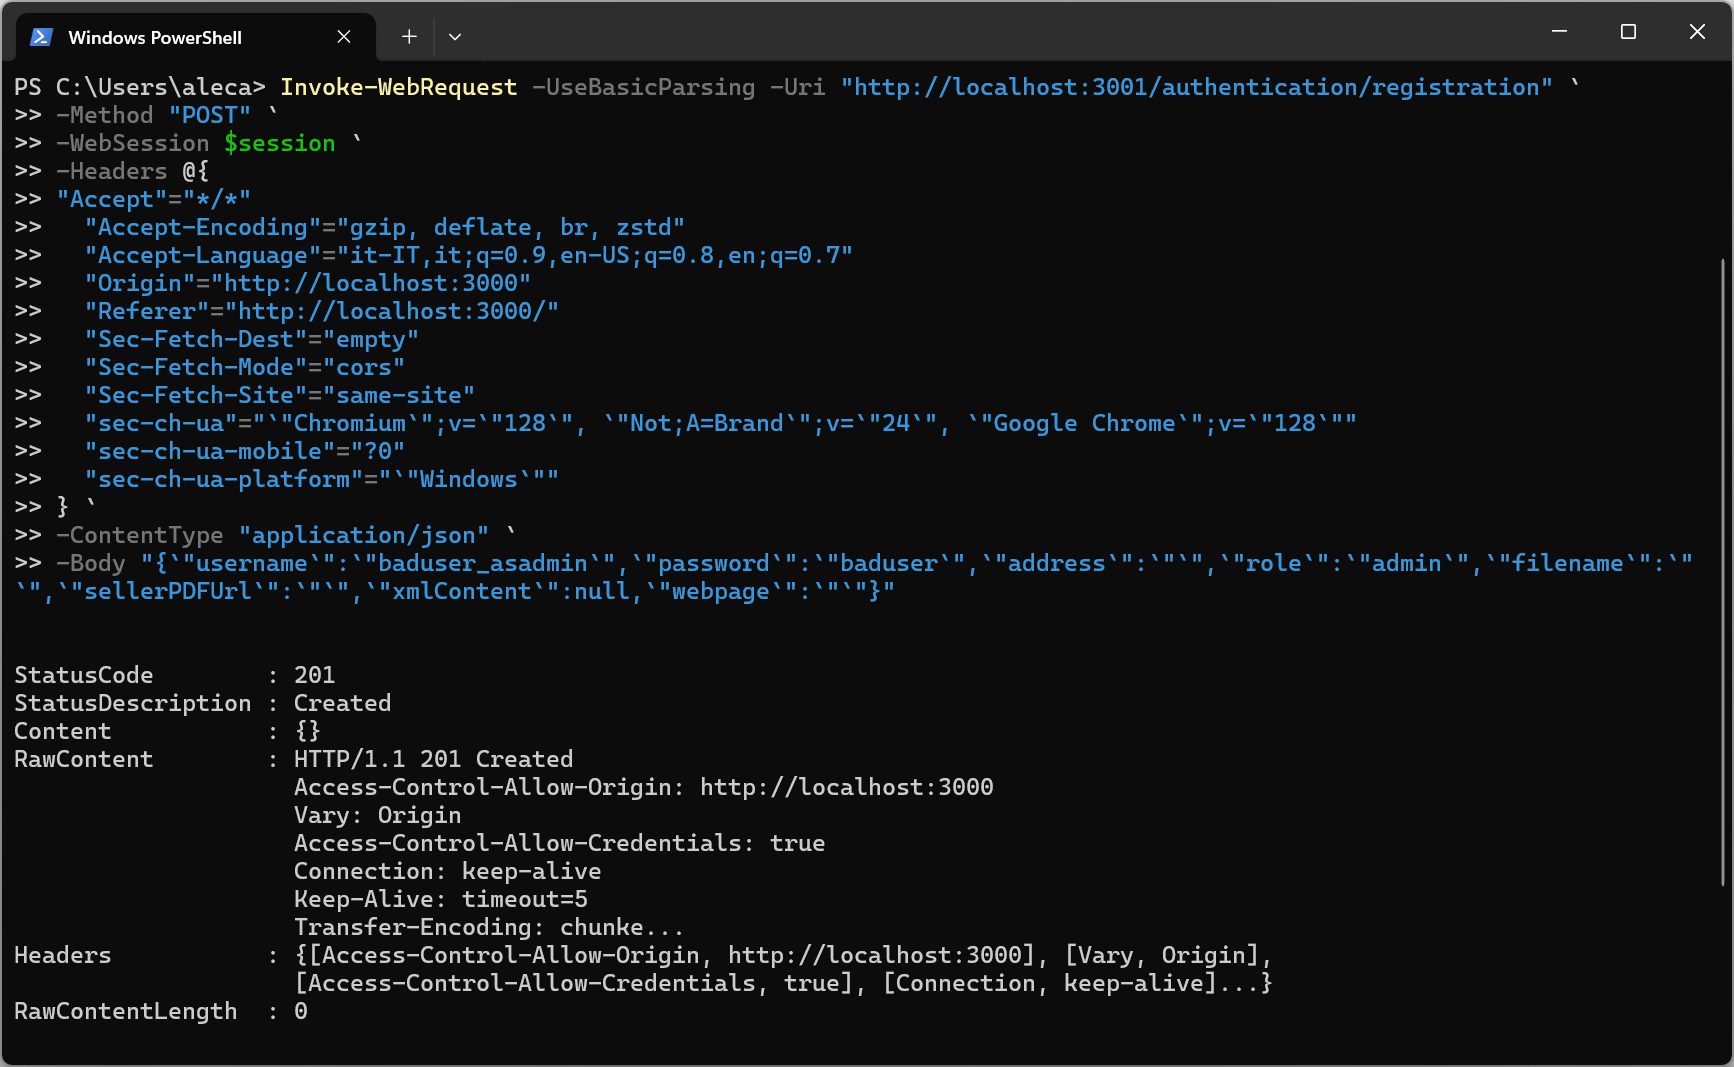 Windows PowerShell
PS C:\Users\aleca> Invoke-WebRequest -UseBasicParsing -Uri "http://localhost:3001/authentication/registration" `
>> -Method "POST" `
>> -WebSession $session `
>> -Headers @{
>> "Accept"="*/*"
>>   "Accept-Encoding"="gzip, deflate, br, zstd"
>>   "Accept-Language"="it-IT,it;q=0.9,en-US;q=0.8,en;q=0.7"
>>   "Origin"="http://localhost:3000"
>>   "Referer"="http://localhost:3000/"
>>   "Sec-Fetch-Dest"="empty"
>>   "Sec-Fetch-Mode"="cors"
>>   "Sec-Fetch-Site"="same-site"
>>   "sec-ch-ua"="`"Chromium`";v=`"128`", `"Not;A=Brand`";v=`"24`", `"Google Chrome`";v=`"128`""
>>   "sec-ch-ua-mobile"="?0"
>>   "sec-ch-ua-platform"="`"Windows`""
>> } `
>> -ContentType "application/json" `
>> -Body "{`"username`":`"baduser_asadmin`",`"password`":`"baduser`",`"address`":`"`",`"role`":`"admin`",`"filename`":`"
`",`"sellerPDFUrl`":`"`",`"xmlContent`":null,`"webpage`":`"`"}"
StatusCode        : 201
StatusDescription : Created
Content           : {}
RawContent        : HTTP/1.1 201 Created
                    Access-Control-Allow-Origin: http://localhost:3000
                    Vary: Origin
                    Access-Control-Allow-Credentials: true
                    Connection: keep-alive
                    Keep-Alive: timeout=5
                    Transfer-Encoding: chunke...
Headers           : {[Access-Control-Allow-Origin, http://localhost:3000], [Vary, Origin],
                    [Access-Control-Allow-Credentials, true], [Connection, keep-alive]...}
RawContentLength  : 0